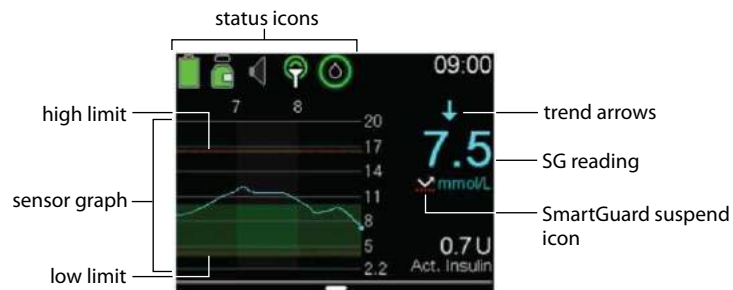 status icons
09:00
7 8
high limit
trend arrows
20
17
7.5
SG reading
14
mmol/L
sensor graph
11
8
SmartGuard suspend
icon
5
0.7 U
low limit
2.2
Act. Insulin